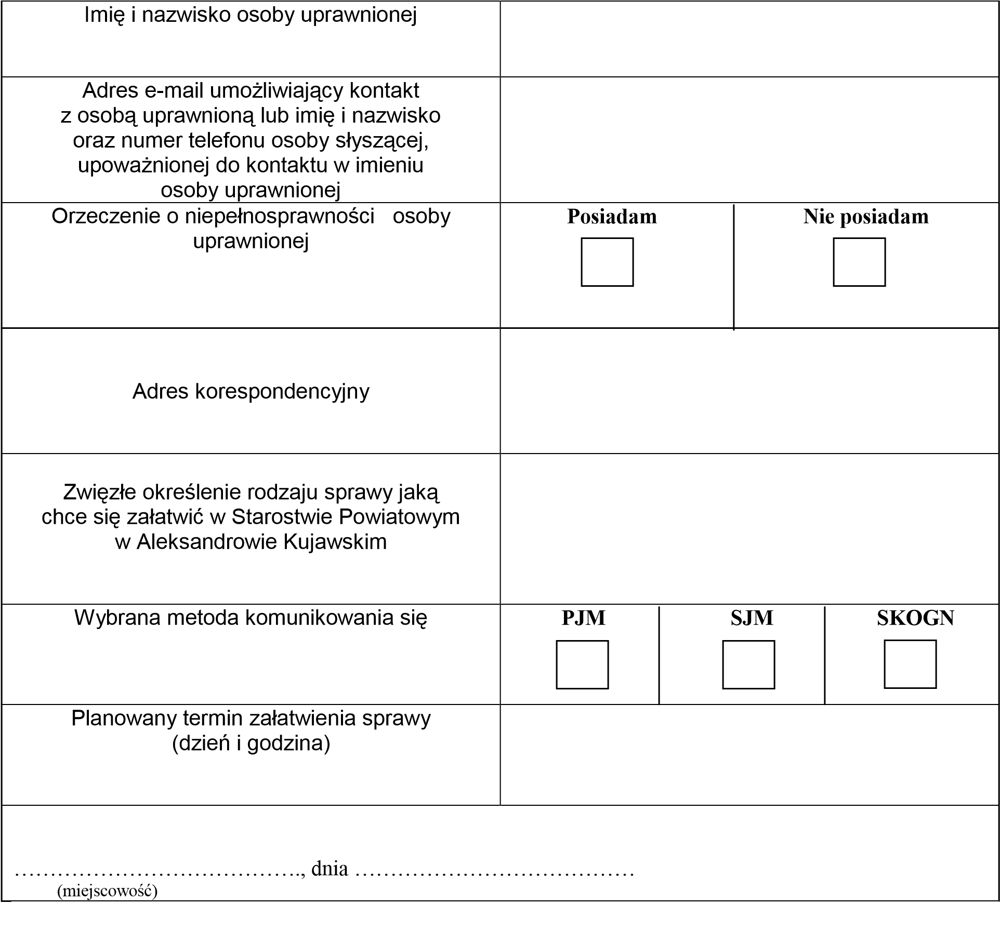 Imię i nazwisko osoby uprawnionej
Adres e-mail umożliwiający kontakt
z osobą uprawnioną lub imię i nazwisko
oraz numer telefonu osoby słyszącej,
upoważnionej do kontaktu w imieniu
osoby uprawnionej
Orzeczenie o niepełnosprawności osoby
uprawnionej
Posiadam Nie posiadam
Adres korespondencyjny
Zwięzłe określenie rodzaju sprawy jaką
chce się załatwić w Starostwie Powiatowym
w Aleksandrowie Kujawskim
Wybrana metoda komunikowania się
PJM SJM SKOGN
Planowany termin załatwienia sprawy
(dzień i godzina)
…………………………………., dnia …………………………………
(miejscowość)